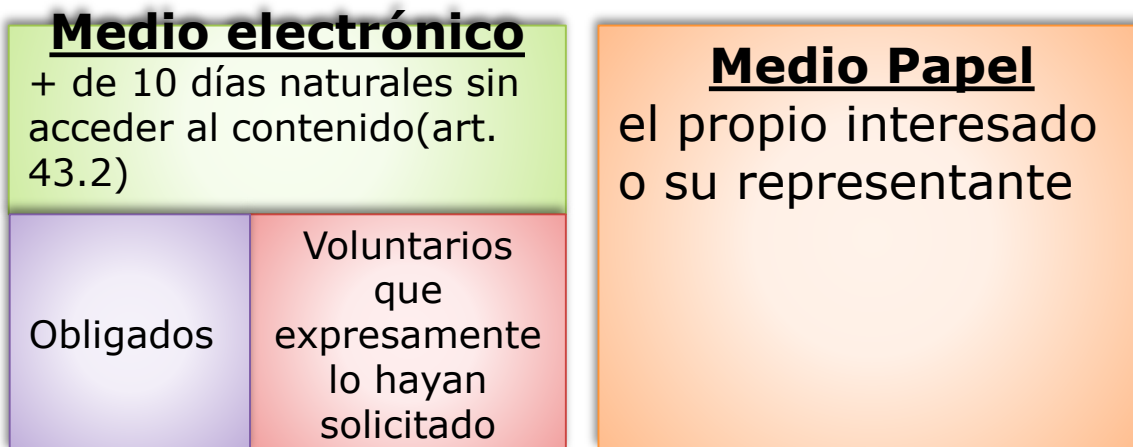 Medio electrónico
+ de 10 días naturales sin
acceder al contenido(art.
43.2)
Obligados
Voluntarios
que
expresamente
lo hayan
solicitado
Medio Papel
el propio interesado
o su representante